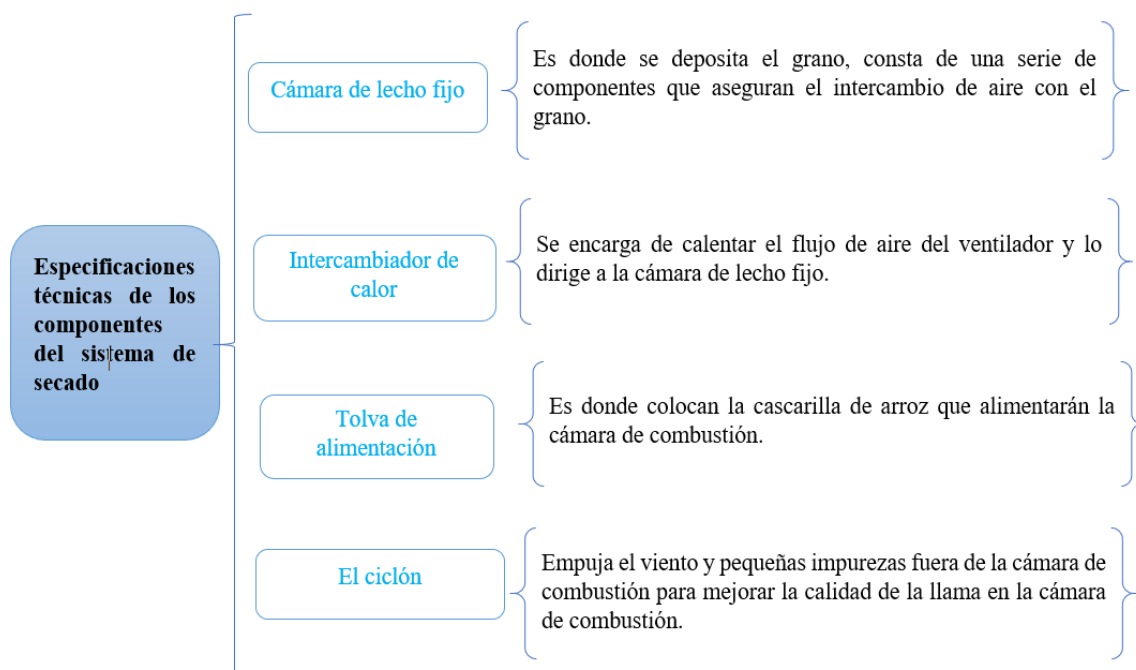 Especificaciones
técnicas de los
componentes
del sistema de
secado
Cámara de lecho fijo
Es donde se deposita el grano, consta de una serie de
componentes que aseguran el intercambio de aire con el
grano.
Intercambiador de
calor
Se encarga de calentar el flujo de aire del ventilador y lo
dirige a la cámara de lecho fijo.
Tolva de
alimentación
Es donde colocan la cascarilla de arroz que alimentarán la
cámara de combustión.
El ciclón
Empuja el viento y pequeñas impurezas fuera de la cámara de
combustión para mejorar la calidad de la llama en la cámara
de combustión.